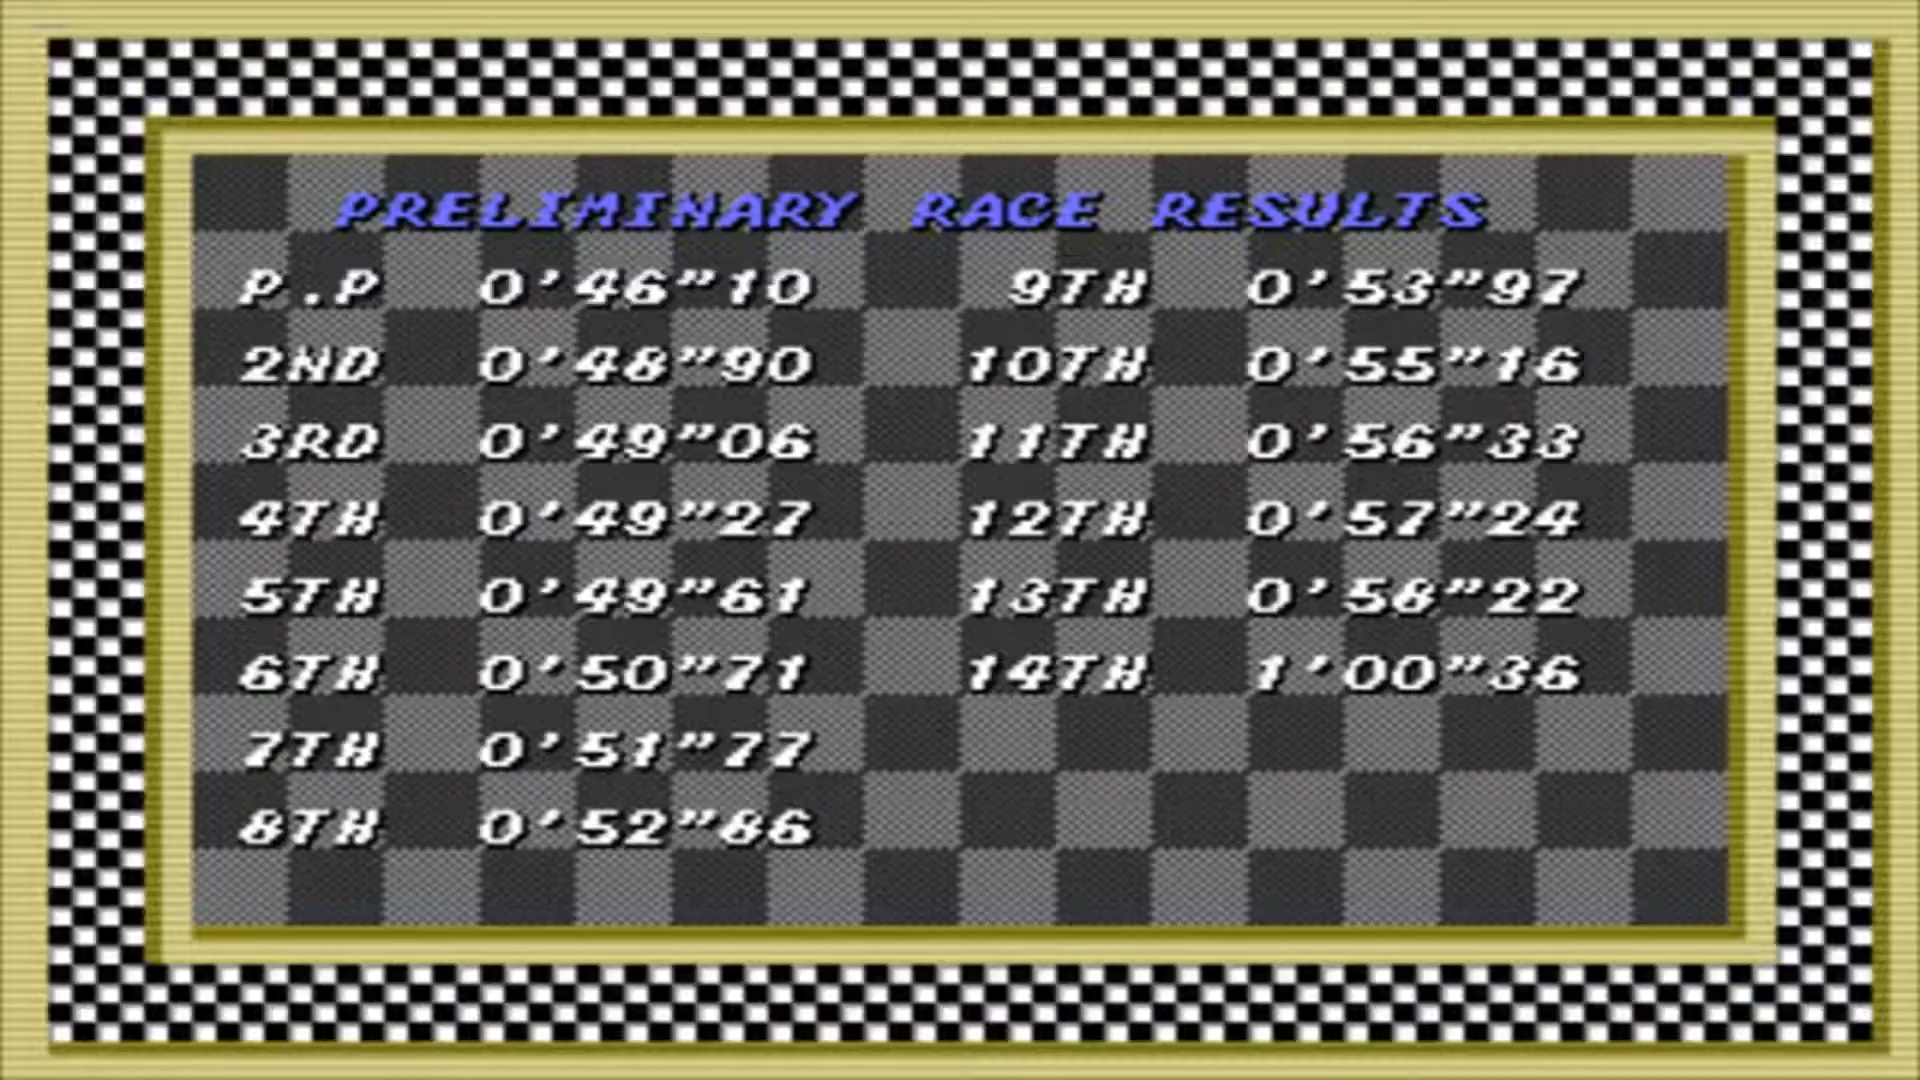 PRELIMINARY RACE RESULTS
P.P 0'46"10 9TH 0'53"97
2ND 0'48"90 10TH 0'55"16
3RD 0'49"06 11TH 0'56"33
4TH 0'49"27 12TH 0'57"24
5TH 0'49"61 13TH 0'58"22
6TH 0'50"71 14TH 1'00"36
7TH 0'51"77
8TH 0'52"86